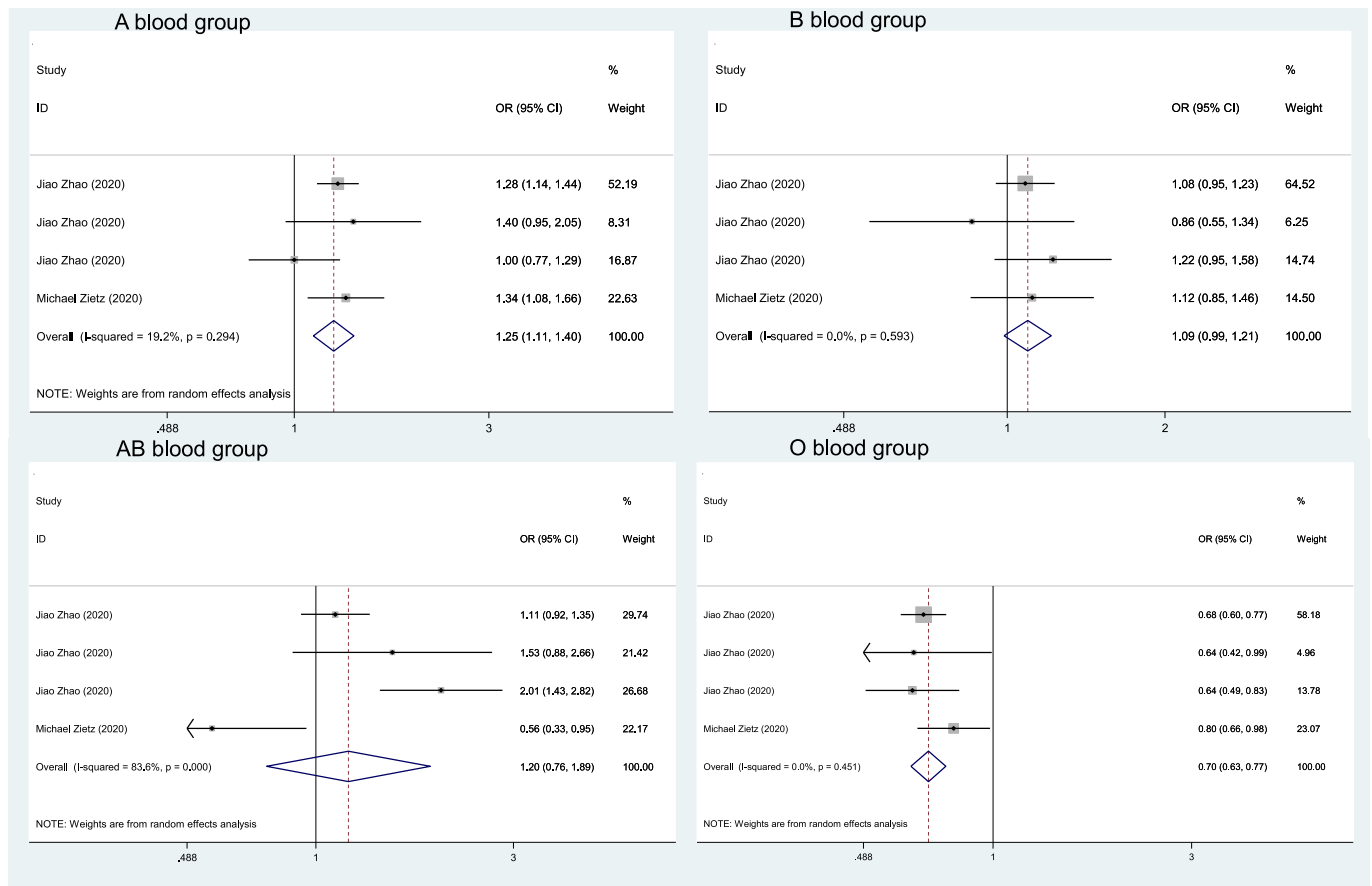 A blood group
Study %
ID OR (95% CI) Weight
Jiao Zhao (2020) 1.28 (1.14, 1.44) 52.19
Jiao Zhao (2020) 1.40 (0.95, 2.05) 8.31
Jiao Zhao (2020) 1.00 (0.77, 1.29) 16.87
Michael Zietz (2020) 1.34 (1.08, 1.66) 22.63
Overall (I-squared = 19.2%, p = 0.294) 1.25 (1.11, 1.40) 100.00
NOTE: Weights are from random effects analysis
.488 1 3
B blood group
Study %
ID OR (95% CI) Weight
Jiao Zhao (2020) 1.08 (0.95, 1.23) 64.52
Jiao Zhao (2020) 0.86 (0.55, 1.34) 6.25
Jiao Zhao (2020) 1.22 (0.95, 1.58) 14.74
Michael Zietz (2020) 1.12 (0.85, 1.46) 14.50
Overall (I-squared = 0.0%, p = 0.593) 1.09 (0.99, 1.21) 100.00
NOTE: Weights are from random effects analysis
.488 1 2
AB blood group
Study %
ID OR (95% CI) Weight
Jiao Zhao (2020) 1.11 (0.92, 1.35) 29.74
Jiao Zhao (2020) 1.53 (0.88, 2.66) 21.42
Jiao Zhao (2020) 2.01 (1.43, 2.82) 26.68
Michael Zietz (2020) 0.56 (0.33, 0.95) 22.17
Overall (I-squared = 83.6%, p = 0.000) 1.20 (0.76, 1.89) 100.00
NOTE: Weights are from random effects analysis
.488 1 3
O blood group
Study %
ID OR (95% CI) Weight
Jiao Zhao (2020) 0.68 (0.60, 0.77) 58.18
Jiao Zhao (2020) 0.64 (0.42, 0.99) 4.96
Jiao Zhao (2020) 0.64 (0.49, 0.83) 13.78
Michael Zietz (2020) 0.80 (0.66, 0.98) 23.07
Overall (I-squared = 0.0%, p = 0.451) 0.70 (0.63, 0.77) 100.00
NOTE: Weights are from random effects analysis
.488 1 3